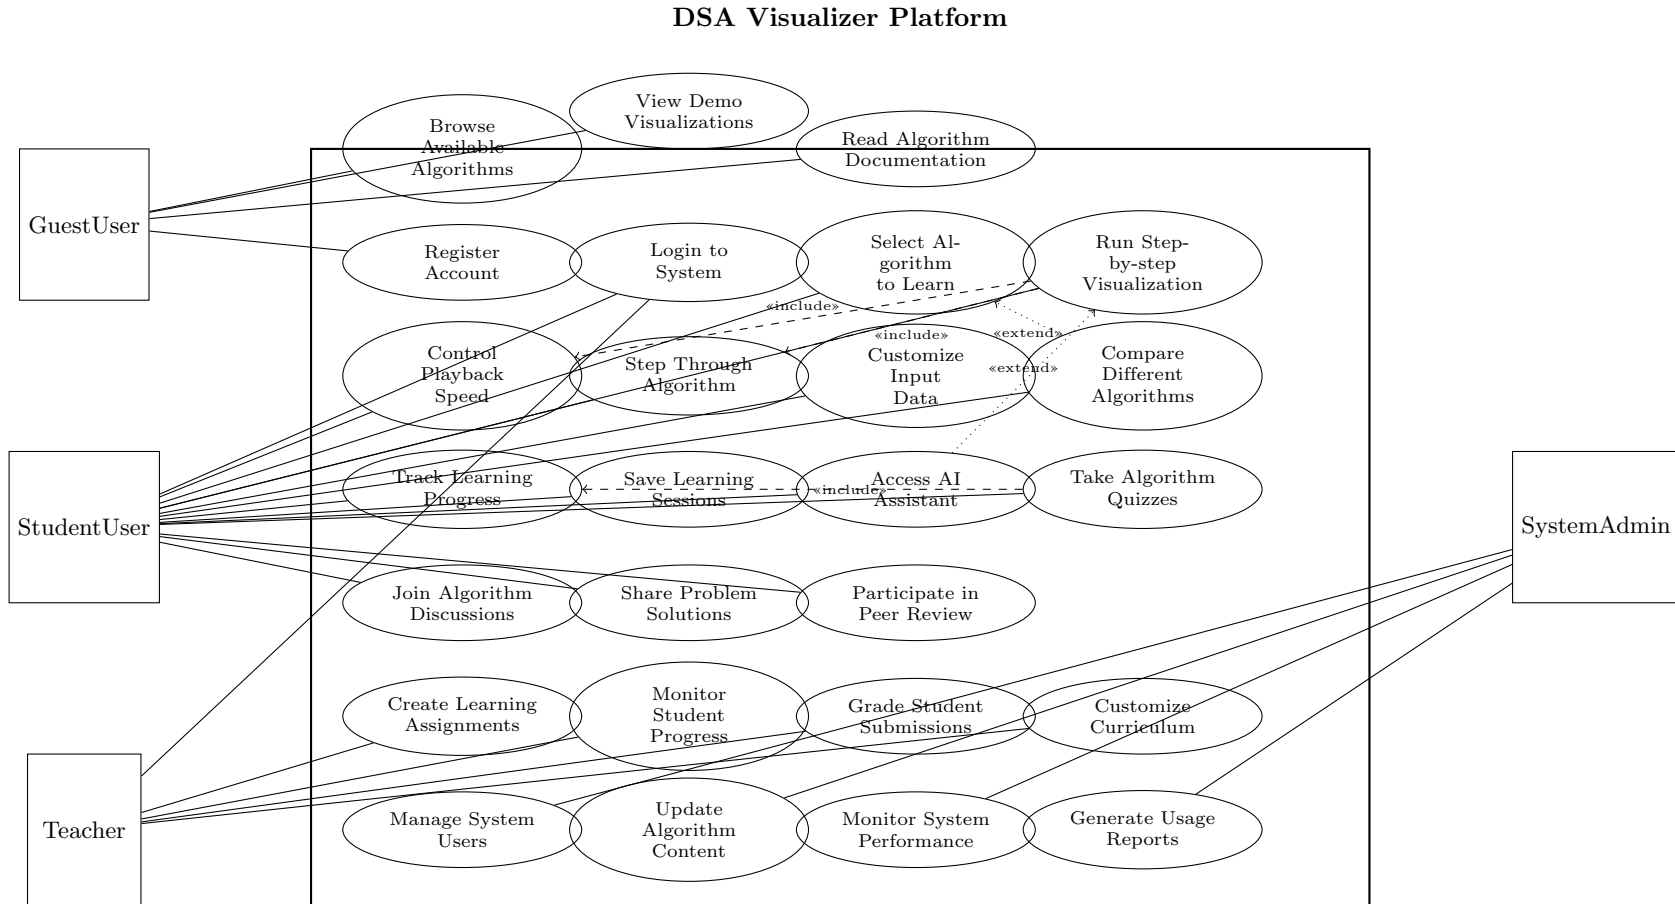 DSA Visualizer Platform
View Demo
Visualizations
Browse
Available
Algorithms
Read Algorithm
Documentation
GuestUser
Register
Account
Login to
System
Select Al-
gorithm
to Learn
Run Step-
by-step
Visualization
«include»
«include»
«extend»
«extend»
Control
Playback
Speed
Step Through
Algorithm
Customize
Input
Data
Compare
Different
Algorithms
Track Learning
Progress
Save Learning
Sessions
«include»
Access AI
Assistant
Take Algorithm
Quizzes
StudentUser
SystemAdmin
Join Algorithm
Discussions
Share Problem
Solutions
Participate in
Peer Review
Create Learning
Assignments
Monitor
Student
Progress
Grade Student
Submissions
Customize
Curriculum
Teacher
Manage System
Users
Update
Algorithm
Content
Monitor System
Performance
Generate Usage
Reports